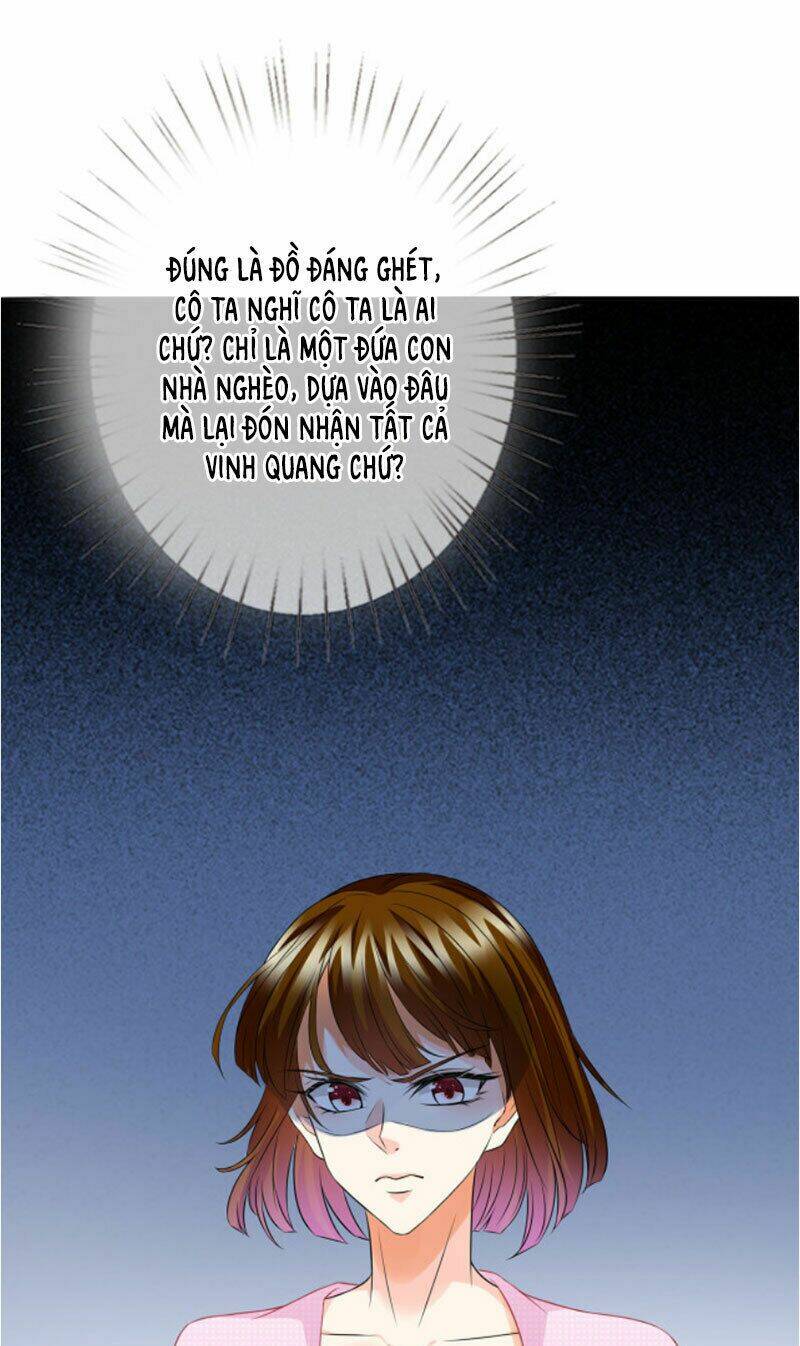 ĐÚNG LÀ ĐỒ ĐÁNG GHÉT,
CÔ TA NGHĨ CÔ TA LÀ AI
CHỨ? CHỈ LÀ MỘT ĐỨA CON
NHÀ NGHÈO, DỰA VÀO ĐÂU
MÀ LẠI ĐÓN NHẬN TẤT CẢ
VINH QUANG CHỨ?